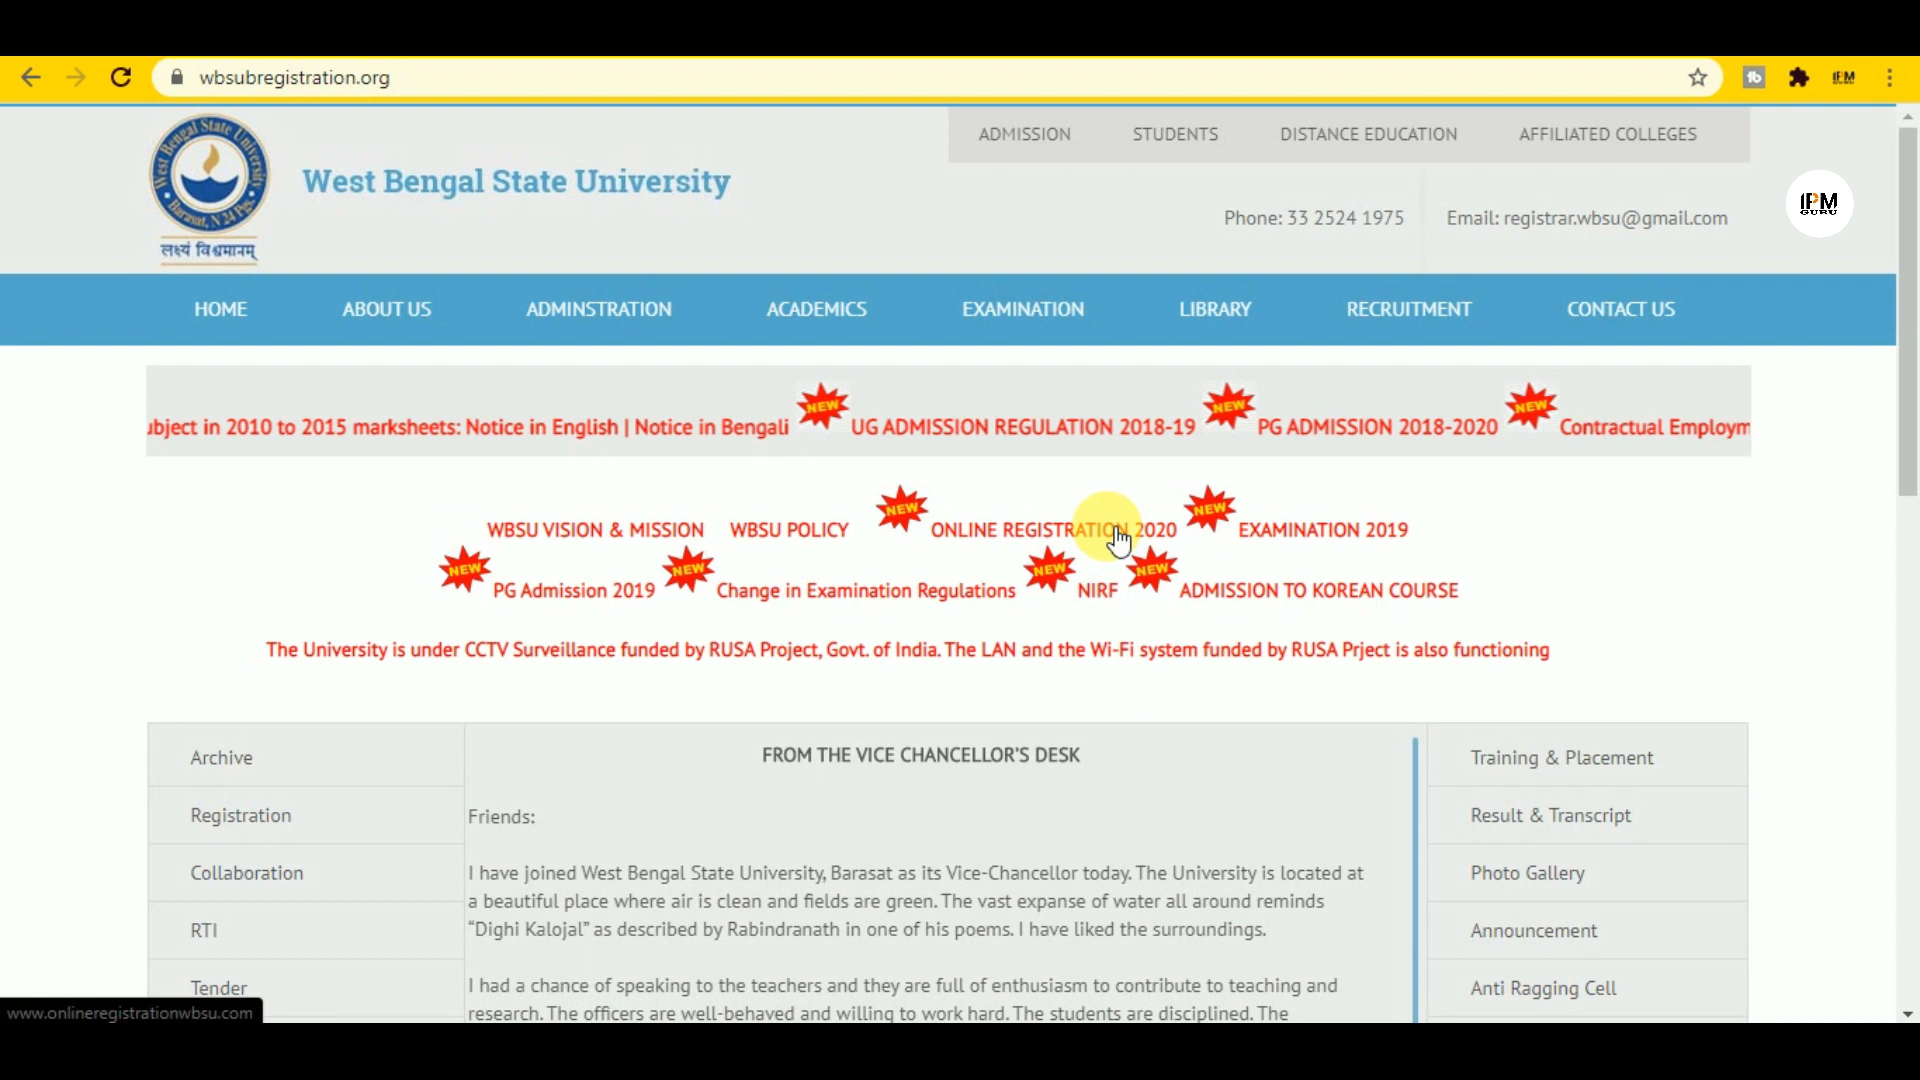 wbsubregistration.org
IPM
ADMISSION STUDENTS DISTANCE EDUCATION AFFILIATED COLLEGES
West Bengal State University
Barasat, N 24 Pgs.
लक्ष्यं विश्वमानम्
West Bengal State University
Phone: 33 2524 1975 Email: registrar.wbsu@gmail.com
IPM
GURU
HOME ABOUT US ADMINSTRATION ACADEMICS EXAMINATION LIBRARY RECRUITMENT CONTACT US
ubject in 2010 to 2015 marksheets: Notice in English | Notice in Bengali NEW UG ADMISSION REGULATION 2018-19 NEW PG ADMISSION 2018-2020 NEW Contractual Employm
WBSU VISION & MISSION WBSU POLICY NEW ONLINE REGISTRATION 2020 NEW EXAMINATION 2019
NEW PG Admission 2019 NEW Change in Examination Regulations NEW NIRF NEW ADMISSION TO KOREAN COURSE
The University is under CCTV Surveillance funded by RUSA Project, Govt. of India. The LAN and the Wi-Fi system funded by RUSA Prject is also functioning
Archive
Registration
Collaboration
RTI
Tender
FROM THE VICE CHANCELLOR'S DESK
Friends:
I have joined West Bengal State University, Barasat as its Vice-Chancellor today. The University is located at
a beautiful place where air is clean and fields are green. The vast expanse of water all around reminds
“Dighi Kalojal” as described by Rabindranath in one of his poems. I have liked the surroundings.
I had a chance of speaking to the teachers and they are full of enthusiasm to contribute to teaching and
research. The officers are well-behaved and willing to work hard. The students are disciplined. The
Training & Placement
Result & Transcript
Photo Gallery
Announcement
Anti Ragging Cell
www.onlineregistrationwbsu.com